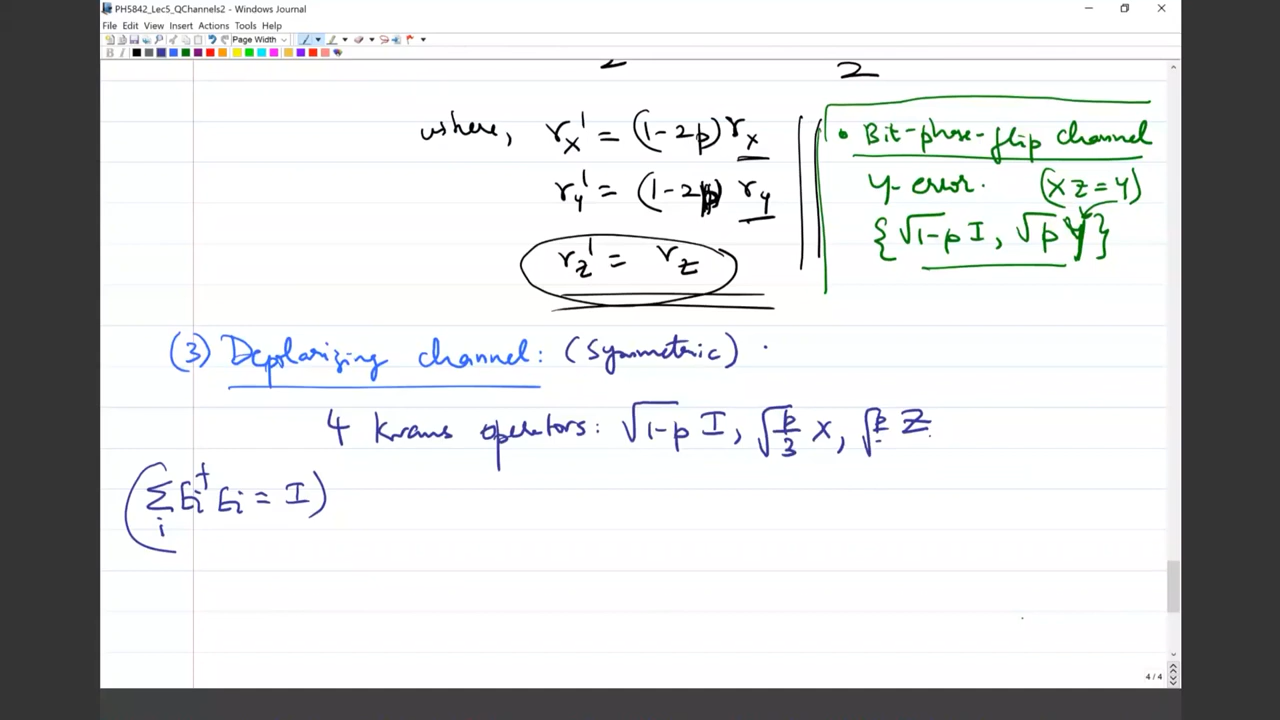 PH5842_Lec5_QChannels2 - Windows Journal
File Edit View Insert Actions Tools Help
Page Width
B I
2 2
where, rx' = (1-2p) rx
ry' = (1-2p) ry
rz' = rz
• Bit-phase-flip channel
Y-error. (XZ = Y)
{√1-p I, √p Y}
(3) Depolarizing channel: (Symmetric)
4 Kraus operators: √1-p I, √p/3 X, √p Z
(∑i Ei† Ei = I)
4 / 4